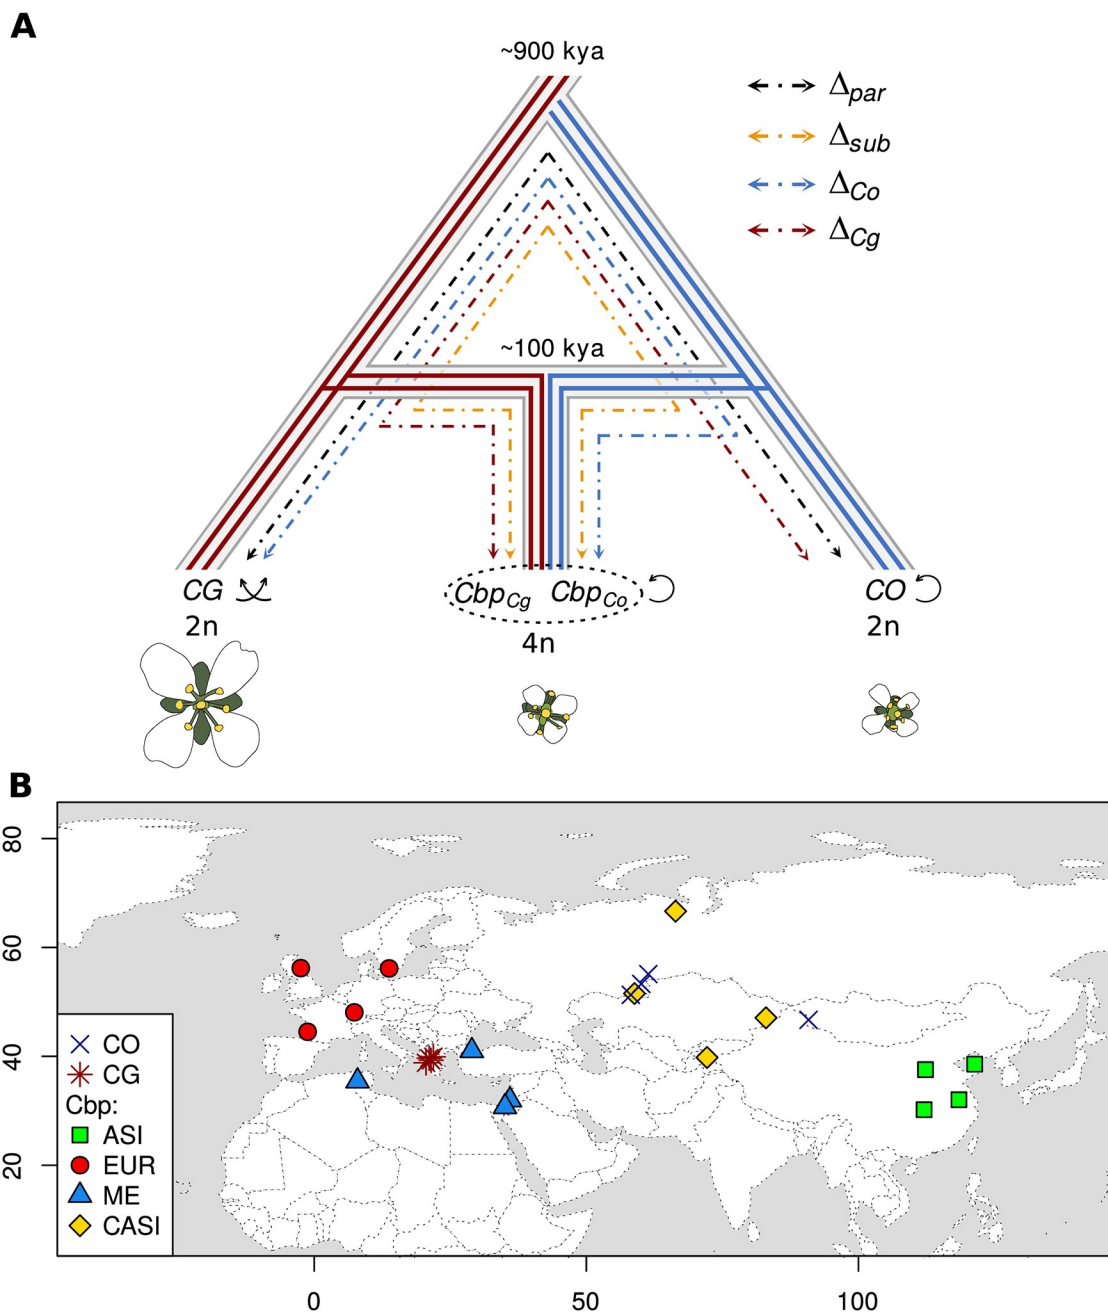 A
~900 kya
Δpar
Δsub
ΔCo
ΔCg
~100 kya
CG
CbpCg
CbpCo
CO
2n
4n
2n
B
80
60
40
20
CO
CG
Cbp:
ASI
EUR
ME
CASI
0
50
100